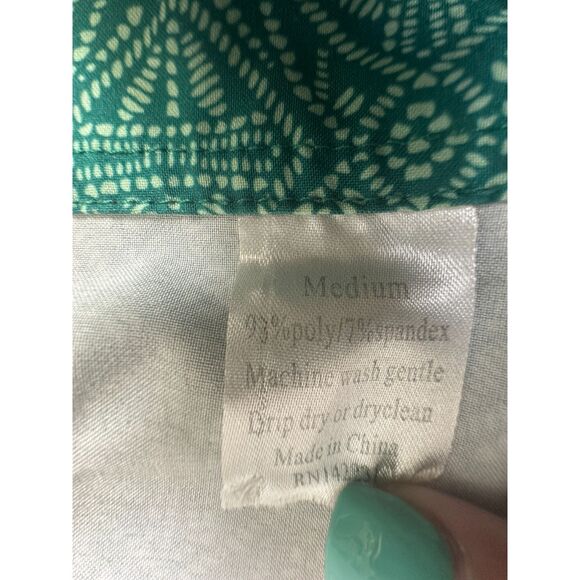 Medium
93%poly/7%spandex
Machine wash gentle
Drip dry or dryclean
Made in China